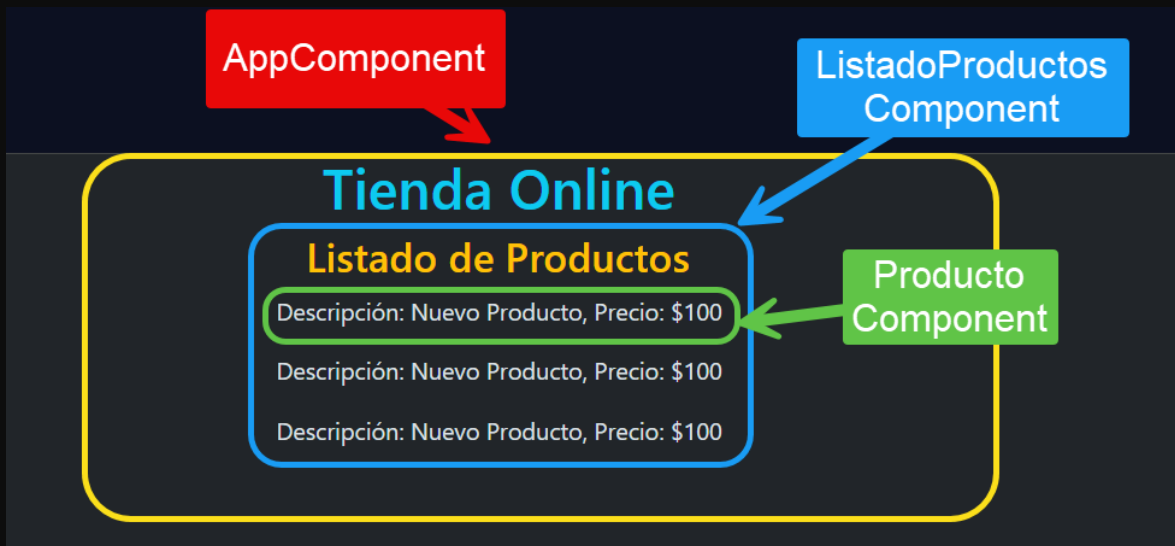 AppComponent
ListadoProductos
Component
Tienda Online
Listado de Productos
Producto
Component
Descripción: Nuevo Producto, Precio: $100
Descripción: Nuevo Producto, Precio: $100
Descripción: Nuevo Producto, Precio: $100